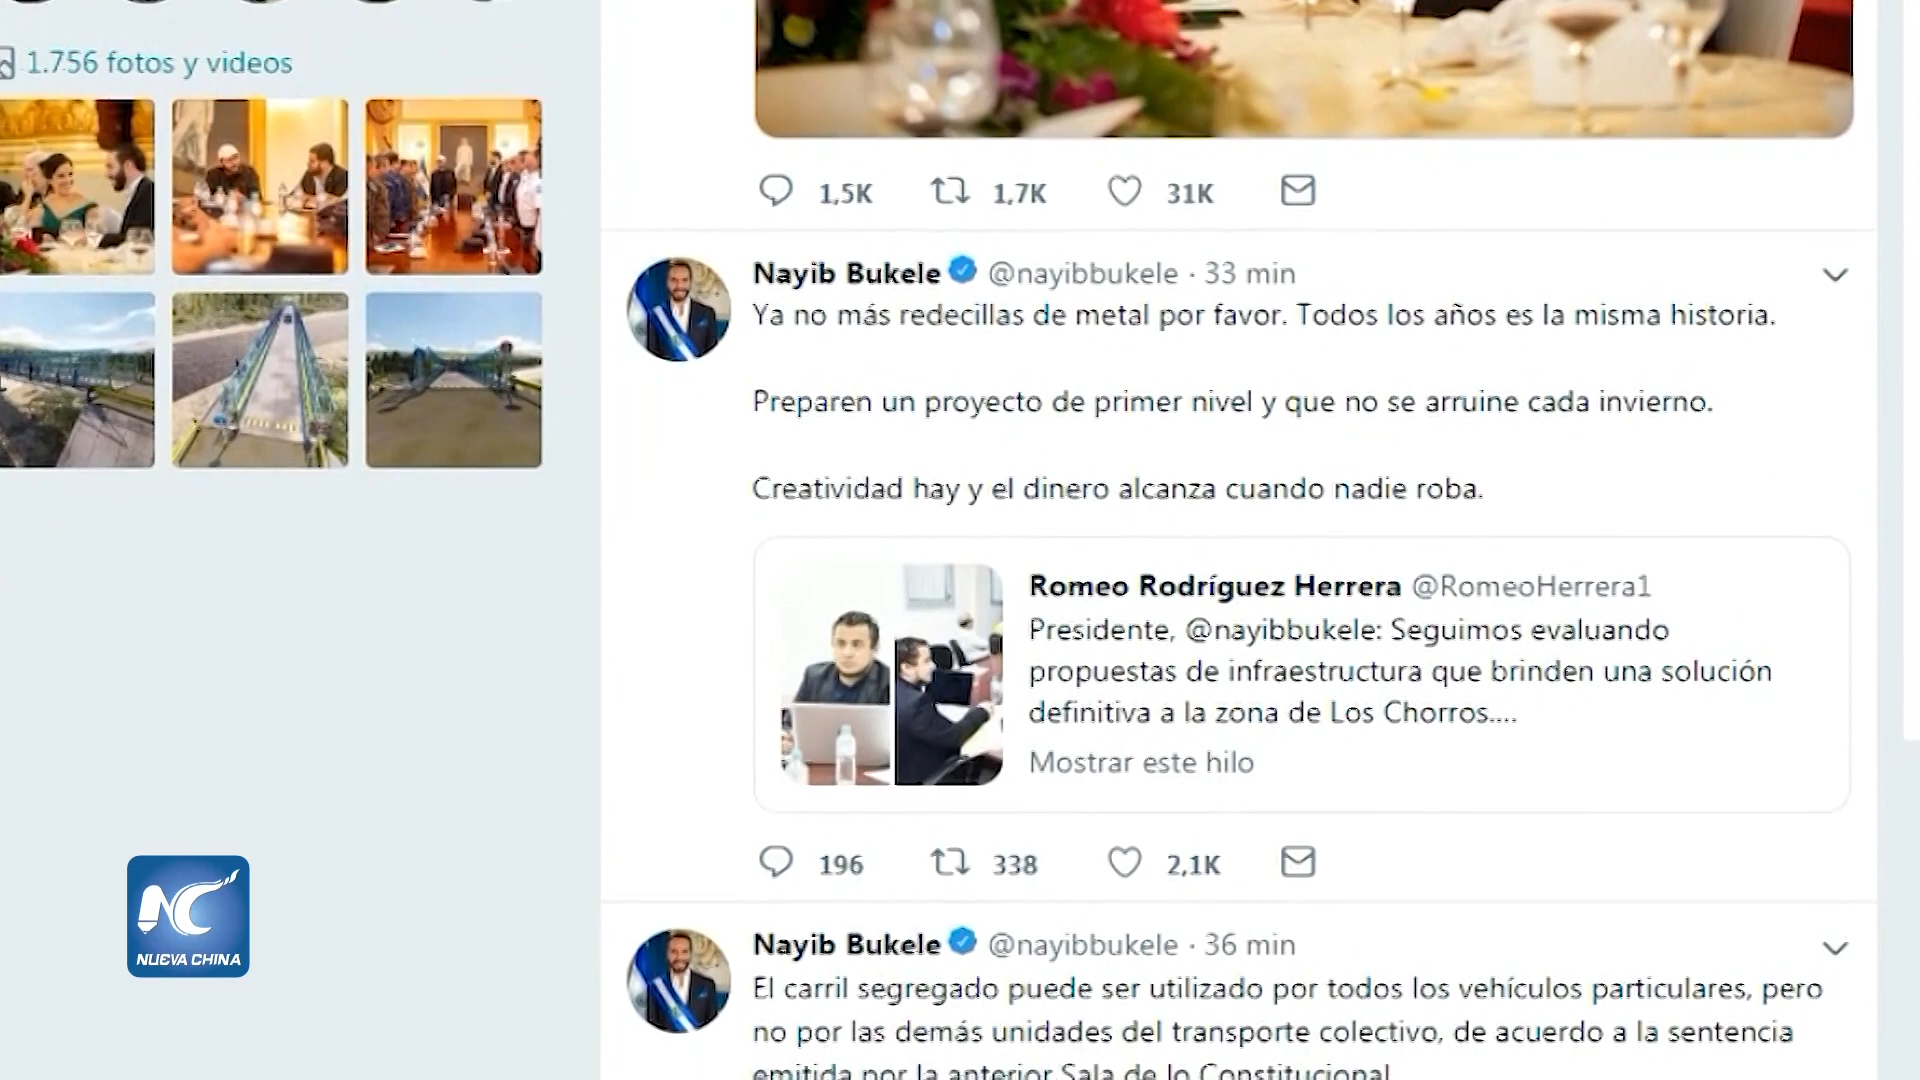 1.756 fotos y videos
1,5K 1,7K 31K
Nayib Bukele @nayibbukele · 33 min
Ya no más redecillas de metal por favor. Todos los años es la misma historia.
Preparen un proyecto de primer nivel y que no se arruine cada invierno.
Creatividad hay y el dinero alcanza cuando nadie roba.
Romeo Rodríguez Herrera @RomeoHerrera1
Presidente, @nayibbukele: Seguimos evaluando
propuestas de infraestructura que brinden una solución
definitiva a la zona de Los Chorros....
Mostrar este hilo
196 338 2,1K
Nayib Bukele @nayibbukele · 36 min
El carril segregado puede ser utilizado por todos los vehículos particulares, pero
no por las demás unidades del transporte colectivo, de acuerdo a la sentencia
emitida por la anterior Sala de lo Constitucional
NC
NUEVA CHINA